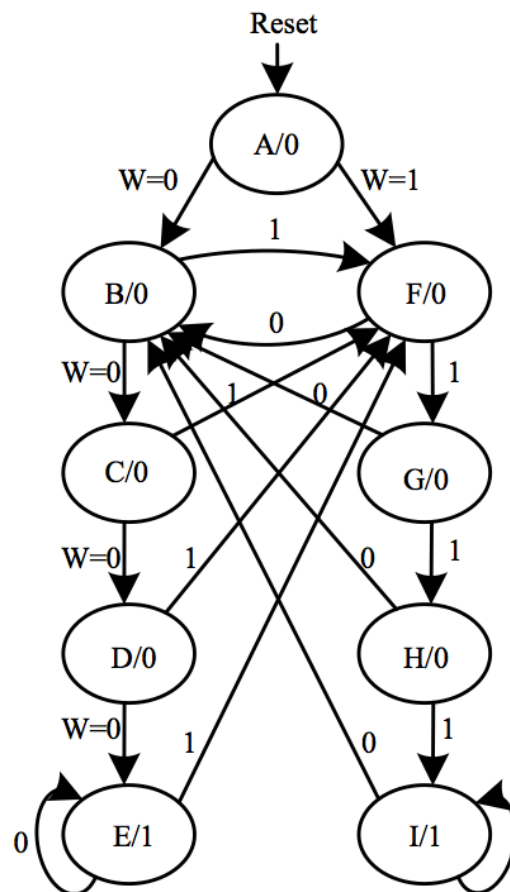 Reset
A/0
W=0 W=1
1
B/0 F/0
0
W=0 1
1 0
C/0 G/0
W=0 1
1 0
D/0 H/0
W=0 1
1 0
E/1 I/1
0